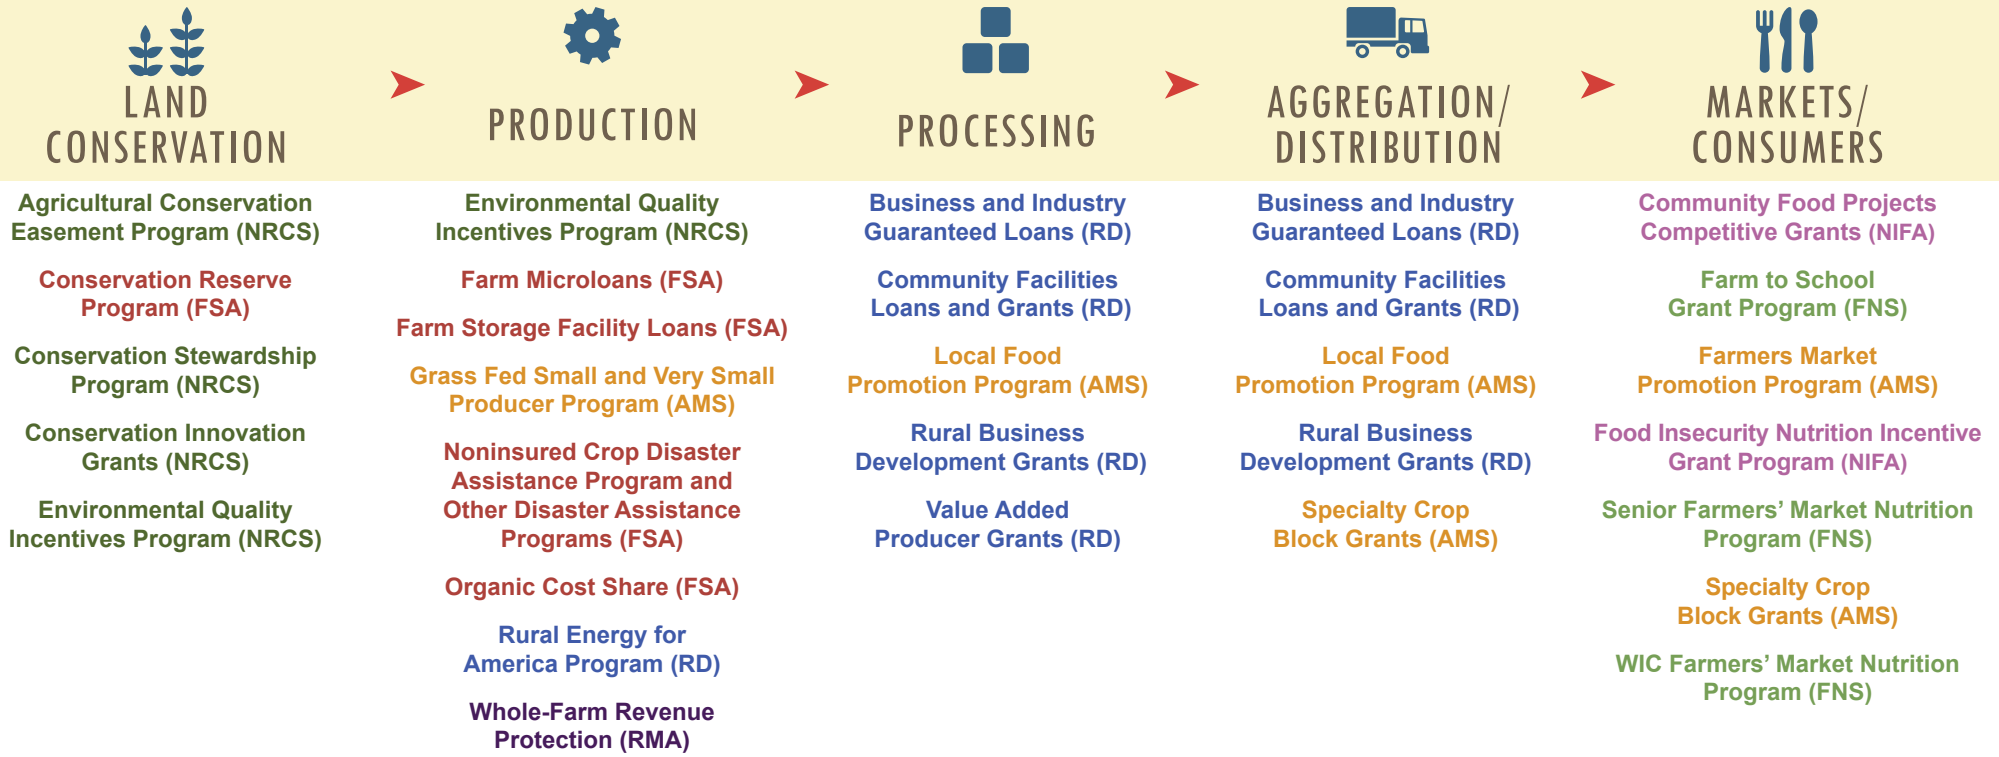 LAND
CONSERVATION
Agricultural Conservation
Easement Program (NRCS)
Conservation Reserve
Program (FSA)
Conservation Stewardship
Program (NRCS)
Conservation Innovation
Grants (NRCS)
Environmental Quality
Incentives Program (NRCS)
PRODUCTION
Environmental Quality
Incentives Program (NRCS)
Farm Microloans (FSA)
Farm Storage Facility Loans (FSA)
Grass Fed Small and Very Small
Producer Program (AMS)
Noninsured Crop Disaster
Assistance Program and
Other Disaster Assistance
Programs (FSA)
Organic Cost Share (FSA)
Rural Energy for
America Program (RD)
Whole-Farm Revenue
Protection (RMA)
PROCESSING
Business and Industry
Guaranteed Loans (RD)
Community Facilities
Loans and Grants (RD)
Local Food
Promotion Program (AMS)
Rural Business
Development Grants (RD)
Value Added
Producer Grants (RD)
AGGREGATION/
DISTRIBUTION
Business and Industry
Guaranteed Loans (RD)
Community Facilities
Loans and Grants (RD)
Local Food
Promotion Program (AMS)
Rural Business
Development Grants (RD)
Specialty Crop
Block Grants (AMS)
MARKETS/
CONSUMERS
Community Food Projects
Competitive Grants (NIFA)
Farm to School
Grant Program (FNS)
Farmers Market
Promotion Program (AMS)
Food Insecurity Nutrition Incentive
Grant Program (NIFA)
Senior Farmers’ Market Nutrition
Program (FNS)
Specialty Crop
Block Grants (AMS)
WIC Farmers’ Market Nutrition
Program (FNS)